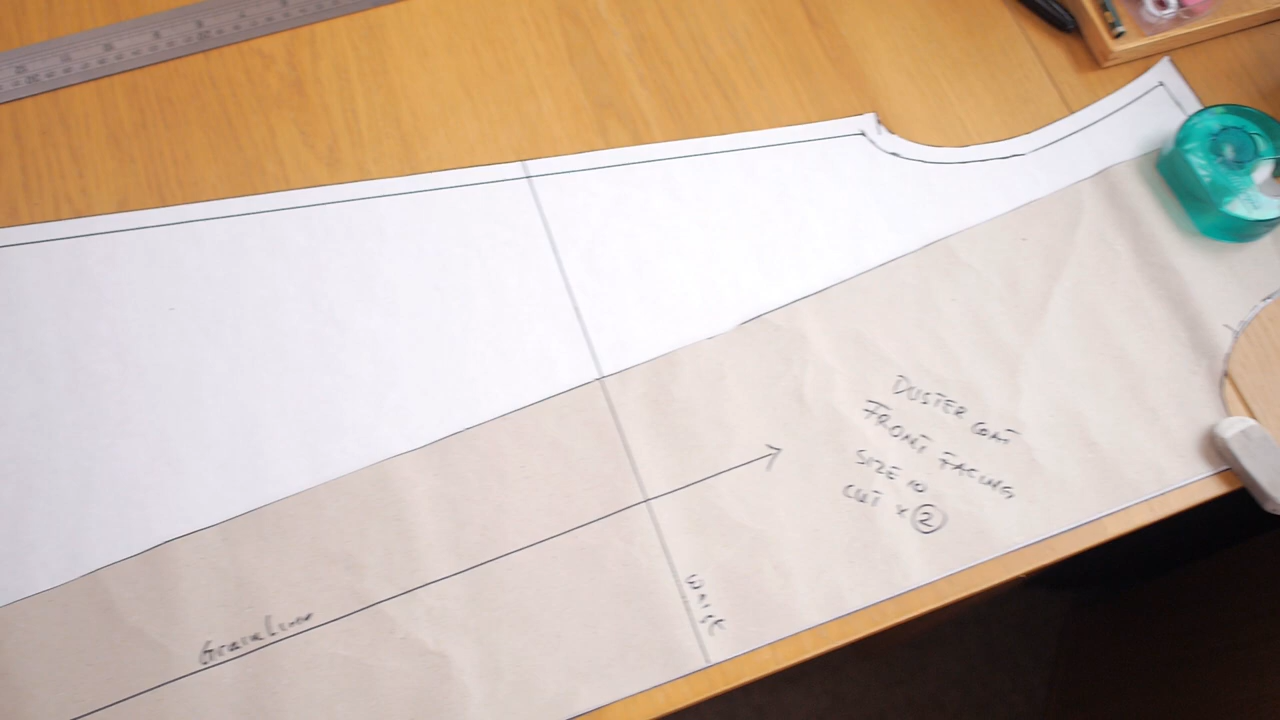 DUSTER COAT
FRONT FACING
SIZE 10
CUT x 2
Waist
Grainline